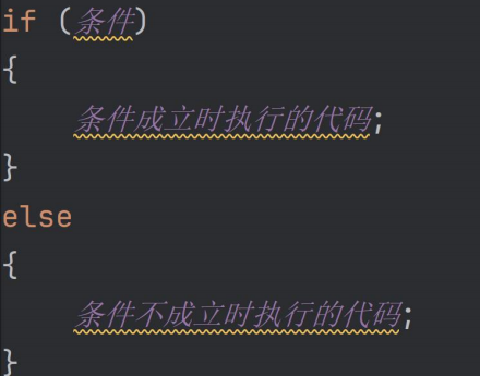 if (条件)
{
    条件成立时执行的代码;
}
else
{
    条件不成立时执行的代码;
}